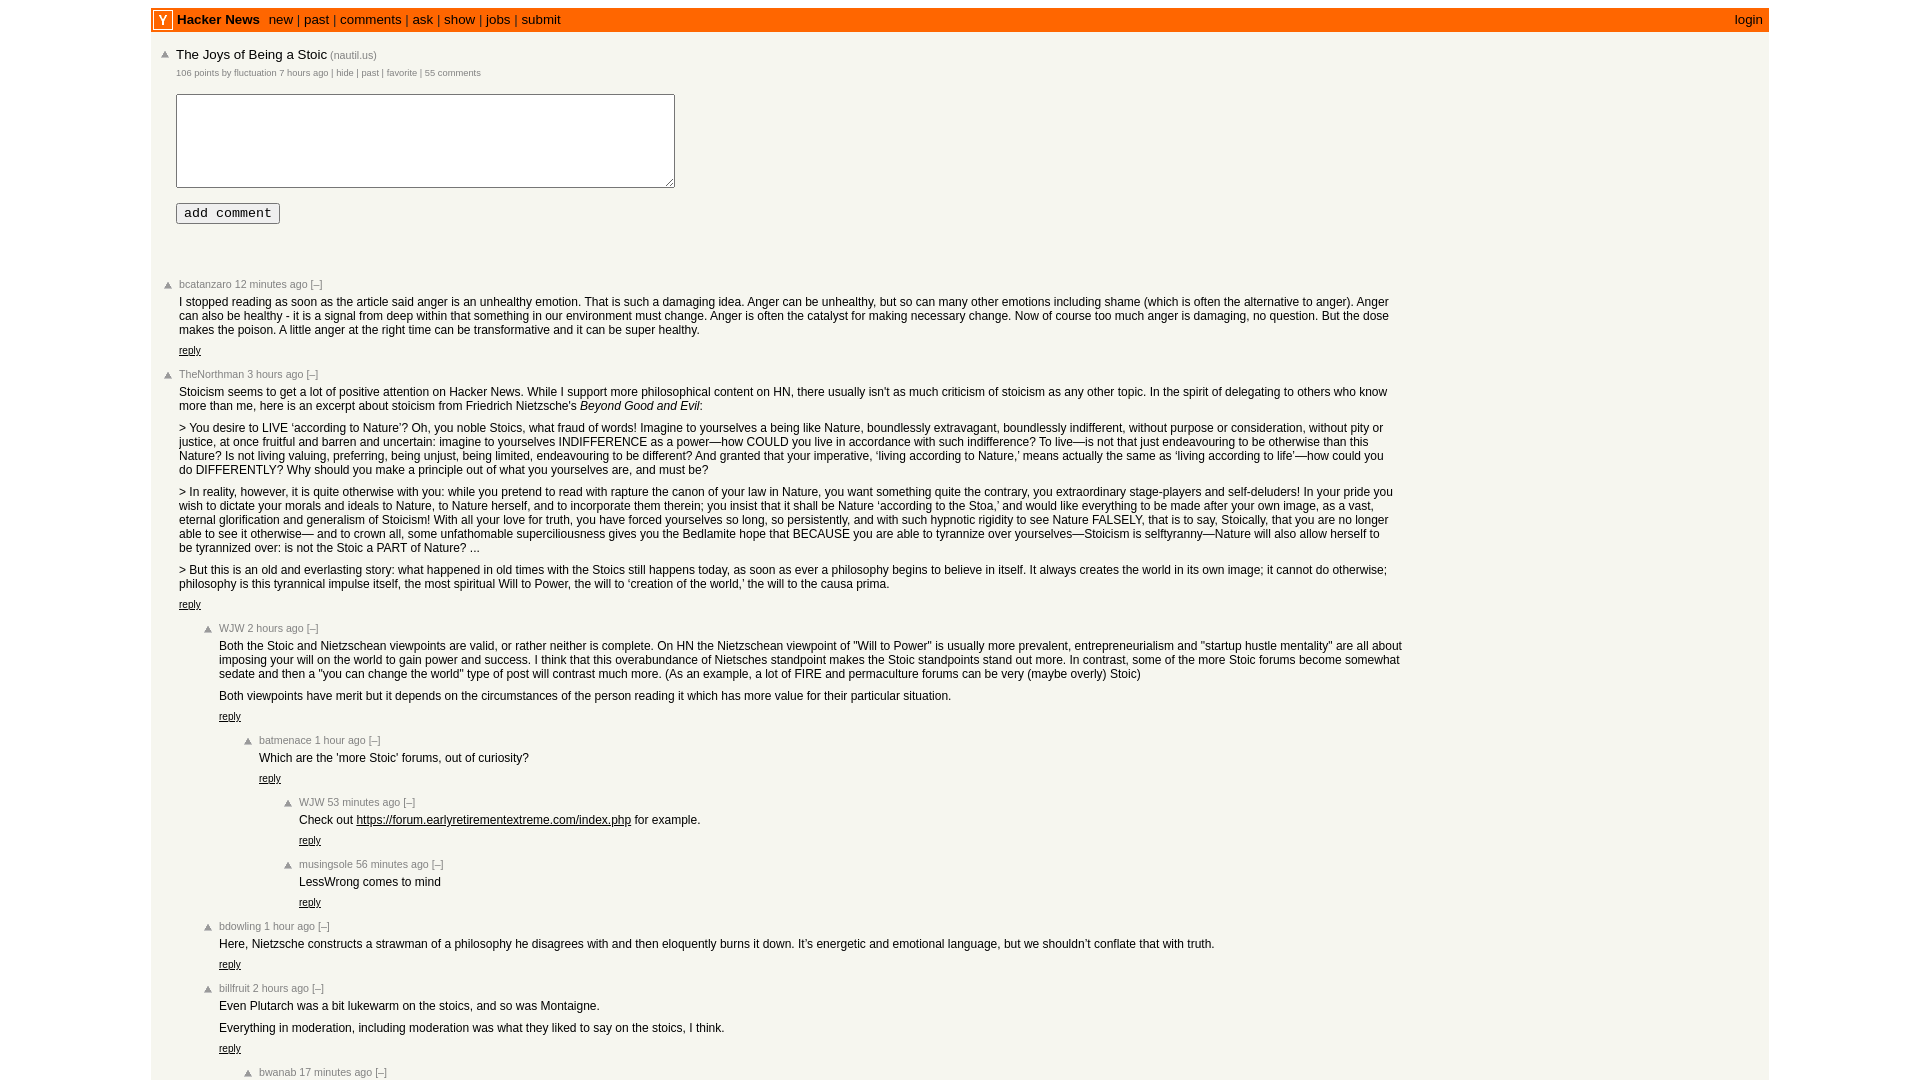 Y Hacker News new | past | comments | ask | show | jobs | submit login
The Joys of Being a Stoic (nautil.us)
106 points by fluctuation 7 hours ago | hide | past | favorite | 55 comments
add comment
bcatanzaro 12 minutes ago [–]
I stopped reading as soon as the article said anger is an unhealthy emotion. That is such a damaging idea. Anger can be unhealthy, but so can many other emotions including shame (which is often the alternative to anger). Anger
can also be healthy - it is a signal from deep within that something in our environment must change. Anger is often the catalyst for making necessary change. Now of course too much anger is damaging, no question. But the dose
makes the poison. A little anger at the right time can be transformative and it can be super healthy.
reply
TheNorthman 3 hours ago [–]
Stoicism seems to get a lot of positive attention on Hacker News. While I support more philosophical content on HN, there usually isn't as much criticism of stoicism as any other topic. In the spirit of delegating to others who know
more than me, here is an excerpt about stoicism from Friedrich Nietzsche's Beyond Good and Evil:
> You desire to LIVE ‘according to Nature’? Oh, you noble Stoics, what fraud of words! Imagine to yourselves a being like Nature, boundlessly extravagant, boundlessly indifferent, without purpose or consideration, without pity or
justice, at once fruitful and barren and uncertain: imagine to yourselves INDIFFERENCE as a power—how COULD you live in accordance with such indifference? To live—is not that just endeavouring to be otherwise than this
Nature? Is not living valuing, preferring, being unjust, being limited, endeavouring to be different? And granted that your imperative, ‘living according to Nature,’ means actually the same as ‘living according to life’—how could you
do DIFFERENTLY? Why should you make a principle out of what you yourselves are, and must be?
> In reality, however, it is quite otherwise with you: while you pretend to read with rapture the canon of your law in Nature, you want something quite the contrary, you extraordinary stage-players and self-deluders! In your pride you
wish to dictate your morals and ideals to Nature, to Nature herself, and to incorporate them therein; you insist that it shall be Nature ‘according to the Stoa,’ and would like everything to be made after your own image, as a vast,
eternal glorification and generalism of Stoicism! With all your love for truth, you have forced yourselves so long, so persistently, and with such hypnotic rigidity to see Nature FALSELY, that is to say, Stoically, that you are no longer
able to see it otherwise— and to crown all, some unfathomable superciliousness gives you the Bedlamite hope that BECAUSE you are able to tyrannize over yourselves—Stoicism is selftyranny—Nature will also allow herself to
be tyrannized over: is not the Stoic a PART of Nature? ...
> But this is an old and everlasting story: what happened in old times with the Stoics still happens today, as soon as ever a philosophy begins to believe in itself. It always creates the world in its own image; it cannot do otherwise;
philosophy is this tyrannical impulse itself, the most spiritual Will to Power, the will to ‘creation of the world,’ the will to the causa prima.
reply
WJW 2 hours ago [–]
Both the Stoic and Nietzschean viewpoints are valid, or rather neither is complete. On HN the Nietzschean viewpoint of "Will to Power" is usually more prevalent, entrepreneurialism and "startup hustle mentality" are all about
imposing your will on the world to gain power and success. I think that this overabundance of Nietsches standpoint makes the Stoic standpoints stand out more. In contrast, some of the more Stoic forums become somewhat
sedate and then a "you can change the world" type of post will contrast much more. (As an example, a lot of FIRE and permaculture forums can be very (maybe overly) Stoic)
Both viewpoints have merit but it depends on the circumstances of the person reading it which has more value for their particular situation.
reply
batmenace 1 hour ago [–]
Which are the 'more Stoic' forums, out of curiosity?
reply
WJW 53 minutes ago [–]
Check out https://forum.earlyretirementextreme.com/index.php for example.
reply
musingsole 56 minutes ago [–]
LessWrong comes to mind
reply
bdowling 1 hour ago [–]
Here, Nietzsche constructs a strawman of a philosophy he disagrees with and then eloquently burns it down. It’s energetic and emotional language, but we shouldn’t conflate that with truth.
reply
billfruit 2 hours ago [–]
Even Plutarch was a bit lukewarm on the stoics, and so was Montaigne.
Everything in moderation, including moderation was what they liked to say on the stoics, I think.
reply
bwanab 17 minutes ago [–]